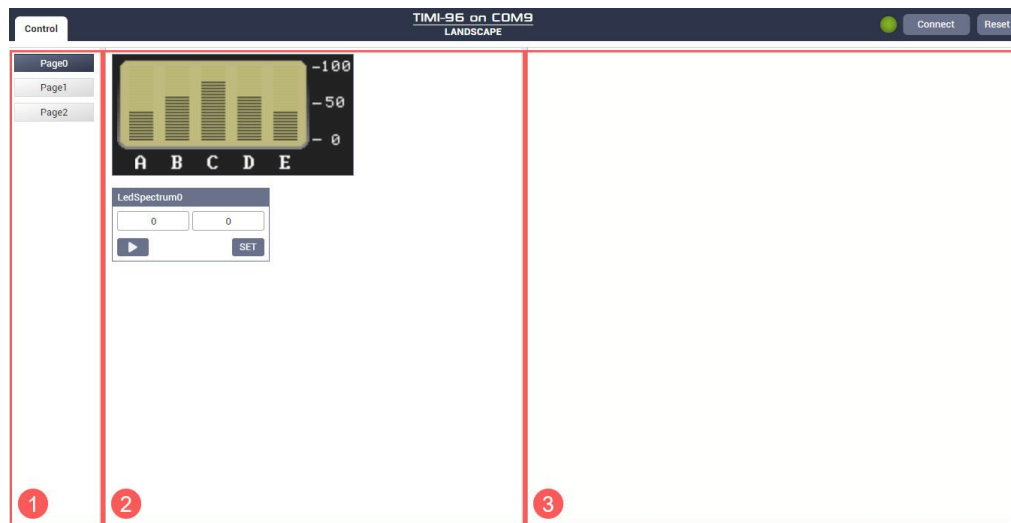 Control
TIMI-96 on COM9
LANDSCAPE
Connect
Reset
Page0
Page1
Page2
-100
-50
- 0
A B C D E
LedSpectrum0
0 0
SET
1
2
3